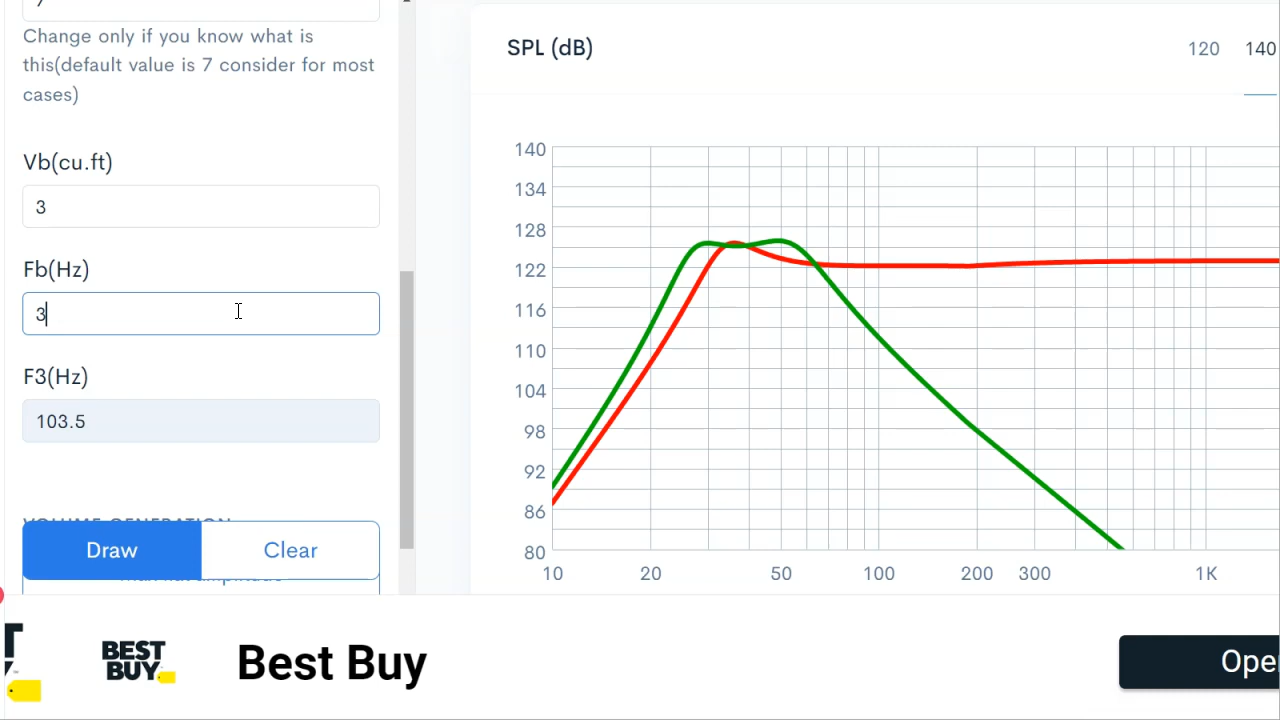 Change only if you know what is
this(default value is 7 consider for most
cases)
Vb(cu.ft)
3
Fb(Hz)
3
F3(Hz)
103.5
VOLUME GENERATION
Draw
Clear
SPL (dB)
120 140
140
134
128
122
116
110
104
98
92
86
80
10 20 50 100 200 300 1K
BEST
BUY
Best Buy
Ope